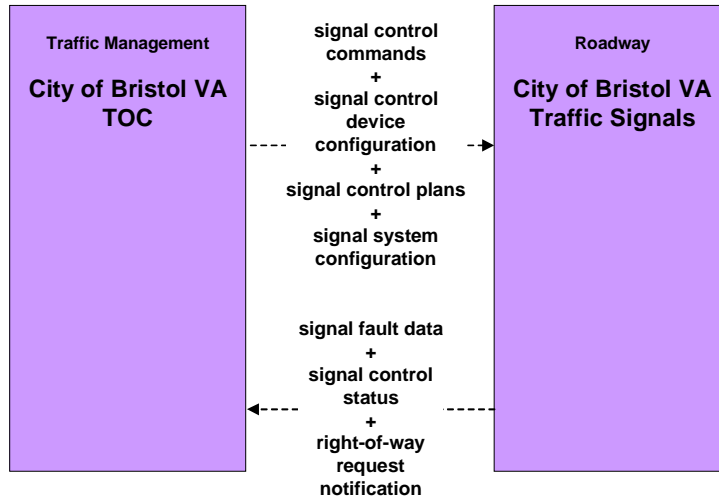 Traffic Management
City of Bristol VA
TOC
signal control
commands
+
signal control
device
configuration
+
signal control plans
+
signal system
configuration
Roadway
City of Bristol VA
Traffic Signals
signal fault data
+
signal control
status
+
right-of-way
request
notification